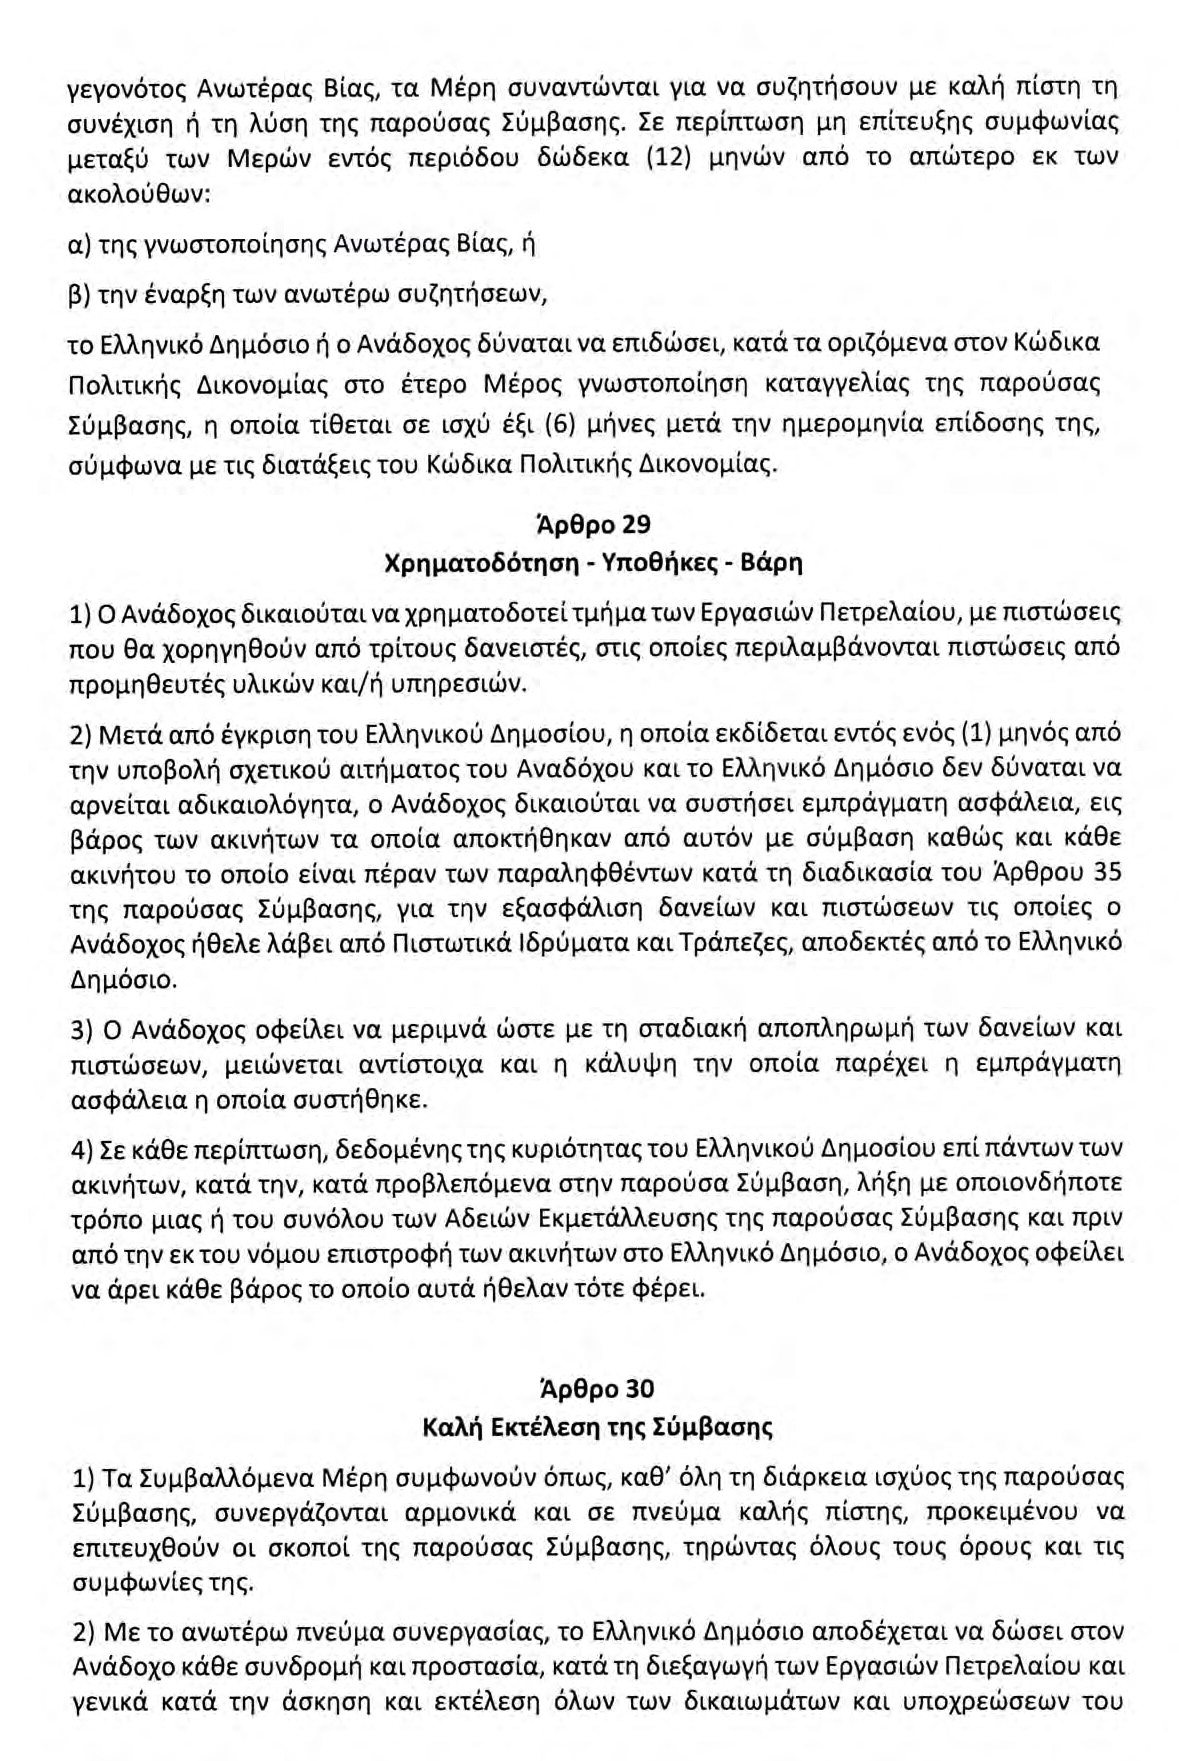 γεγονότος Ανωτέρας Βίας, τα Μέρη συναντώνται για να συζητήσουν με καλή πίστη τη
συνέχιση ή τη λύση της παρούσας Σύμβασης. Σε περίπτωση μη επίτευξης συμφωνίας
μεταξύ των Μερών εντός περιόδου δώδεκα (12) μηνών από το απώτερο εκ των
ακολούθων:
α) της γνωστοποίησης Ανωτέρας Βίας, ή
β) την έναρξη των ανωτέρω συζητήσεων,
το Ελληνικό Δημόσιο ή ο Ανάδοχος δύναται να επιδώσει, κατά τα οριζόμενα στον Κώδικα
Πολιτικής Δικονομίας στο έτερο Μέρος γνωστοποίηση καταγγελίας της παρούσας
Σύμβασης, η οποία τίθεται σε ισχύ έξι (6) μήνες μετά την ημερομηνία επίδοσης της,
σύμφωνα με τις διατάξεις του Κώδικα Πολιτικής Δικονομίας.
Άρθρο 29
Χρηματοδότηση - Υποθήκες - Βάρη
1) Ο Ανάδοχος δικαιούται να χρηματοδοτεί τμήμα των Εργασιών Πετρελαίου, με πιστώσεις
που θα χορηγηθούν από τρίτους δανειστές, στις οποίες περιλαμβάνονται πιστώσεις από
προμηθευτές υλικών και/ή υπηρεσιών.
2) Μετά από έγκριση του Ελληνικού Δημοσίου, η οποία εκδίδεται εντός ενός (1) μηνός από
την υποβολή σχετικού αιτήματος του Αναδόχου και το Ελληνικό Δημόσιο δεν δύναται να
αρνείται αδικαιολόγητα, ο Ανάδοχος δικαιούται να συστήσει εμπράγματη ασφάλεια, εις
βάρος των ακινήτων τα οποία αποκτήθηκαν από αυτόν με σύμβαση καθώς και κάθε
ακινήτου το οποίο είναι πέραν των παραληφθέντων κατά τη διαδικασία του Άρθρου 35
της παρούσας Σύμβασης, για την εξασφάλιση δανείων και πιστώσεων τις οποίες ο
Ανάδοχος ήθελε λάβει από Πιστωτικά Ιδρύματα και Τράπεζες, αποδεκτές από το Ελληνικό
Δημόσιο.
3) Ο Ανάδοχος οφείλει να μεριμνά ώστε με τη σταδιακή αποπληρωμή των δανείων και
πιστώσεων, μειώνεται αντίστοιχα και η κάλυψη την οποία παρέχει η εμπράγματη
ασφάλεια η οποία συστήθηκε.
4) Σε κάθε περίπτωση, δεδομένης της κυριότητας του Ελληνικού Δημοσίου επί πάντων των
ακινήτων, κατά την, κατά προβλεπόμενα στην παρούσα Σύμβαση, λήξη με οποιονδήποτε
τρόπο μιας ή του συνόλου των Αδειών Εκμετάλλευσης της παρούσας Σύμβασης και πριν
από την εκ του νόμου επιστροφή των ακινήτων στο Ελληνικό Δημόσιο, ο Ανάδοχος οφείλει
να άρει κάθε βάρος το οποίο αυτά ήθελαν τότε φέρει.
Άρθρο 30
Καλή Εκτέλεση της Σύμβασης
1) Τα Συμβαλλόμενα Μέρη συμφωνούν όπως, καθ’ όλη τη διάρκεια ισχύος της παρούσας
Σύμβασης, συνεργάζονται αρμονικά και σε πνεύμα καλής πίστης, προκειμένου να
επιτευχθούν οι σκοποί της παρούσας Σύμβασης, τηρώντας όλους τους όρους και τις
συμφωνίες της.
2) Με το ανωτέρω πνεύμα συνεργασίας, το Ελληνικό Δημόσιο αποδέχεται να δώσει στον
Ανάδοχο κάθε συνδρομή και προστασία, κατά τη διεξαγωγή των Εργασιών Πετρελαίου και
γενικά κατά την άσκηση και εκτέλεση όλων των δικαιωμάτων και υποχρεώσεων του